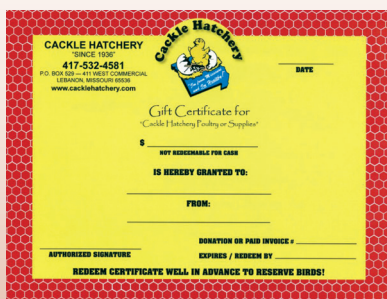 CACKLE HATCHERY
"SINCE 1936"
417-532-4581
P.O. BOX 529 — 411 WEST COMMERCIAL
LEBANON, MISSOURI 65536
www.cacklehatchery.com
Cackle Hatchery
DATE
Gift Certificate for
"Cackle Hatchery Poultry or Supplies"
$
NOT REDEEMABLE FOR CASH
IS HEREBY GRANTED TO:
FROM:
DONATION OR PAID INVOICE #
AUTHORIZED SIGNATURE
EXPIRES / REDEEM BY
REDEEM CERTIFICATE WELL IN ADVANCE TO RESERVE BIRDS!